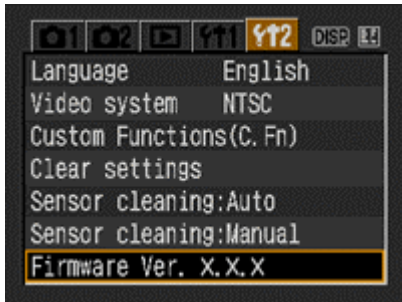 1 2 1 2 DISP.
Language English
Video system NTSC
Custom Functions(C.Fn)
Clear settings
Sensor cleaning:Auto
Sensor cleaning:Manual
Firmware Ver. X.X.X